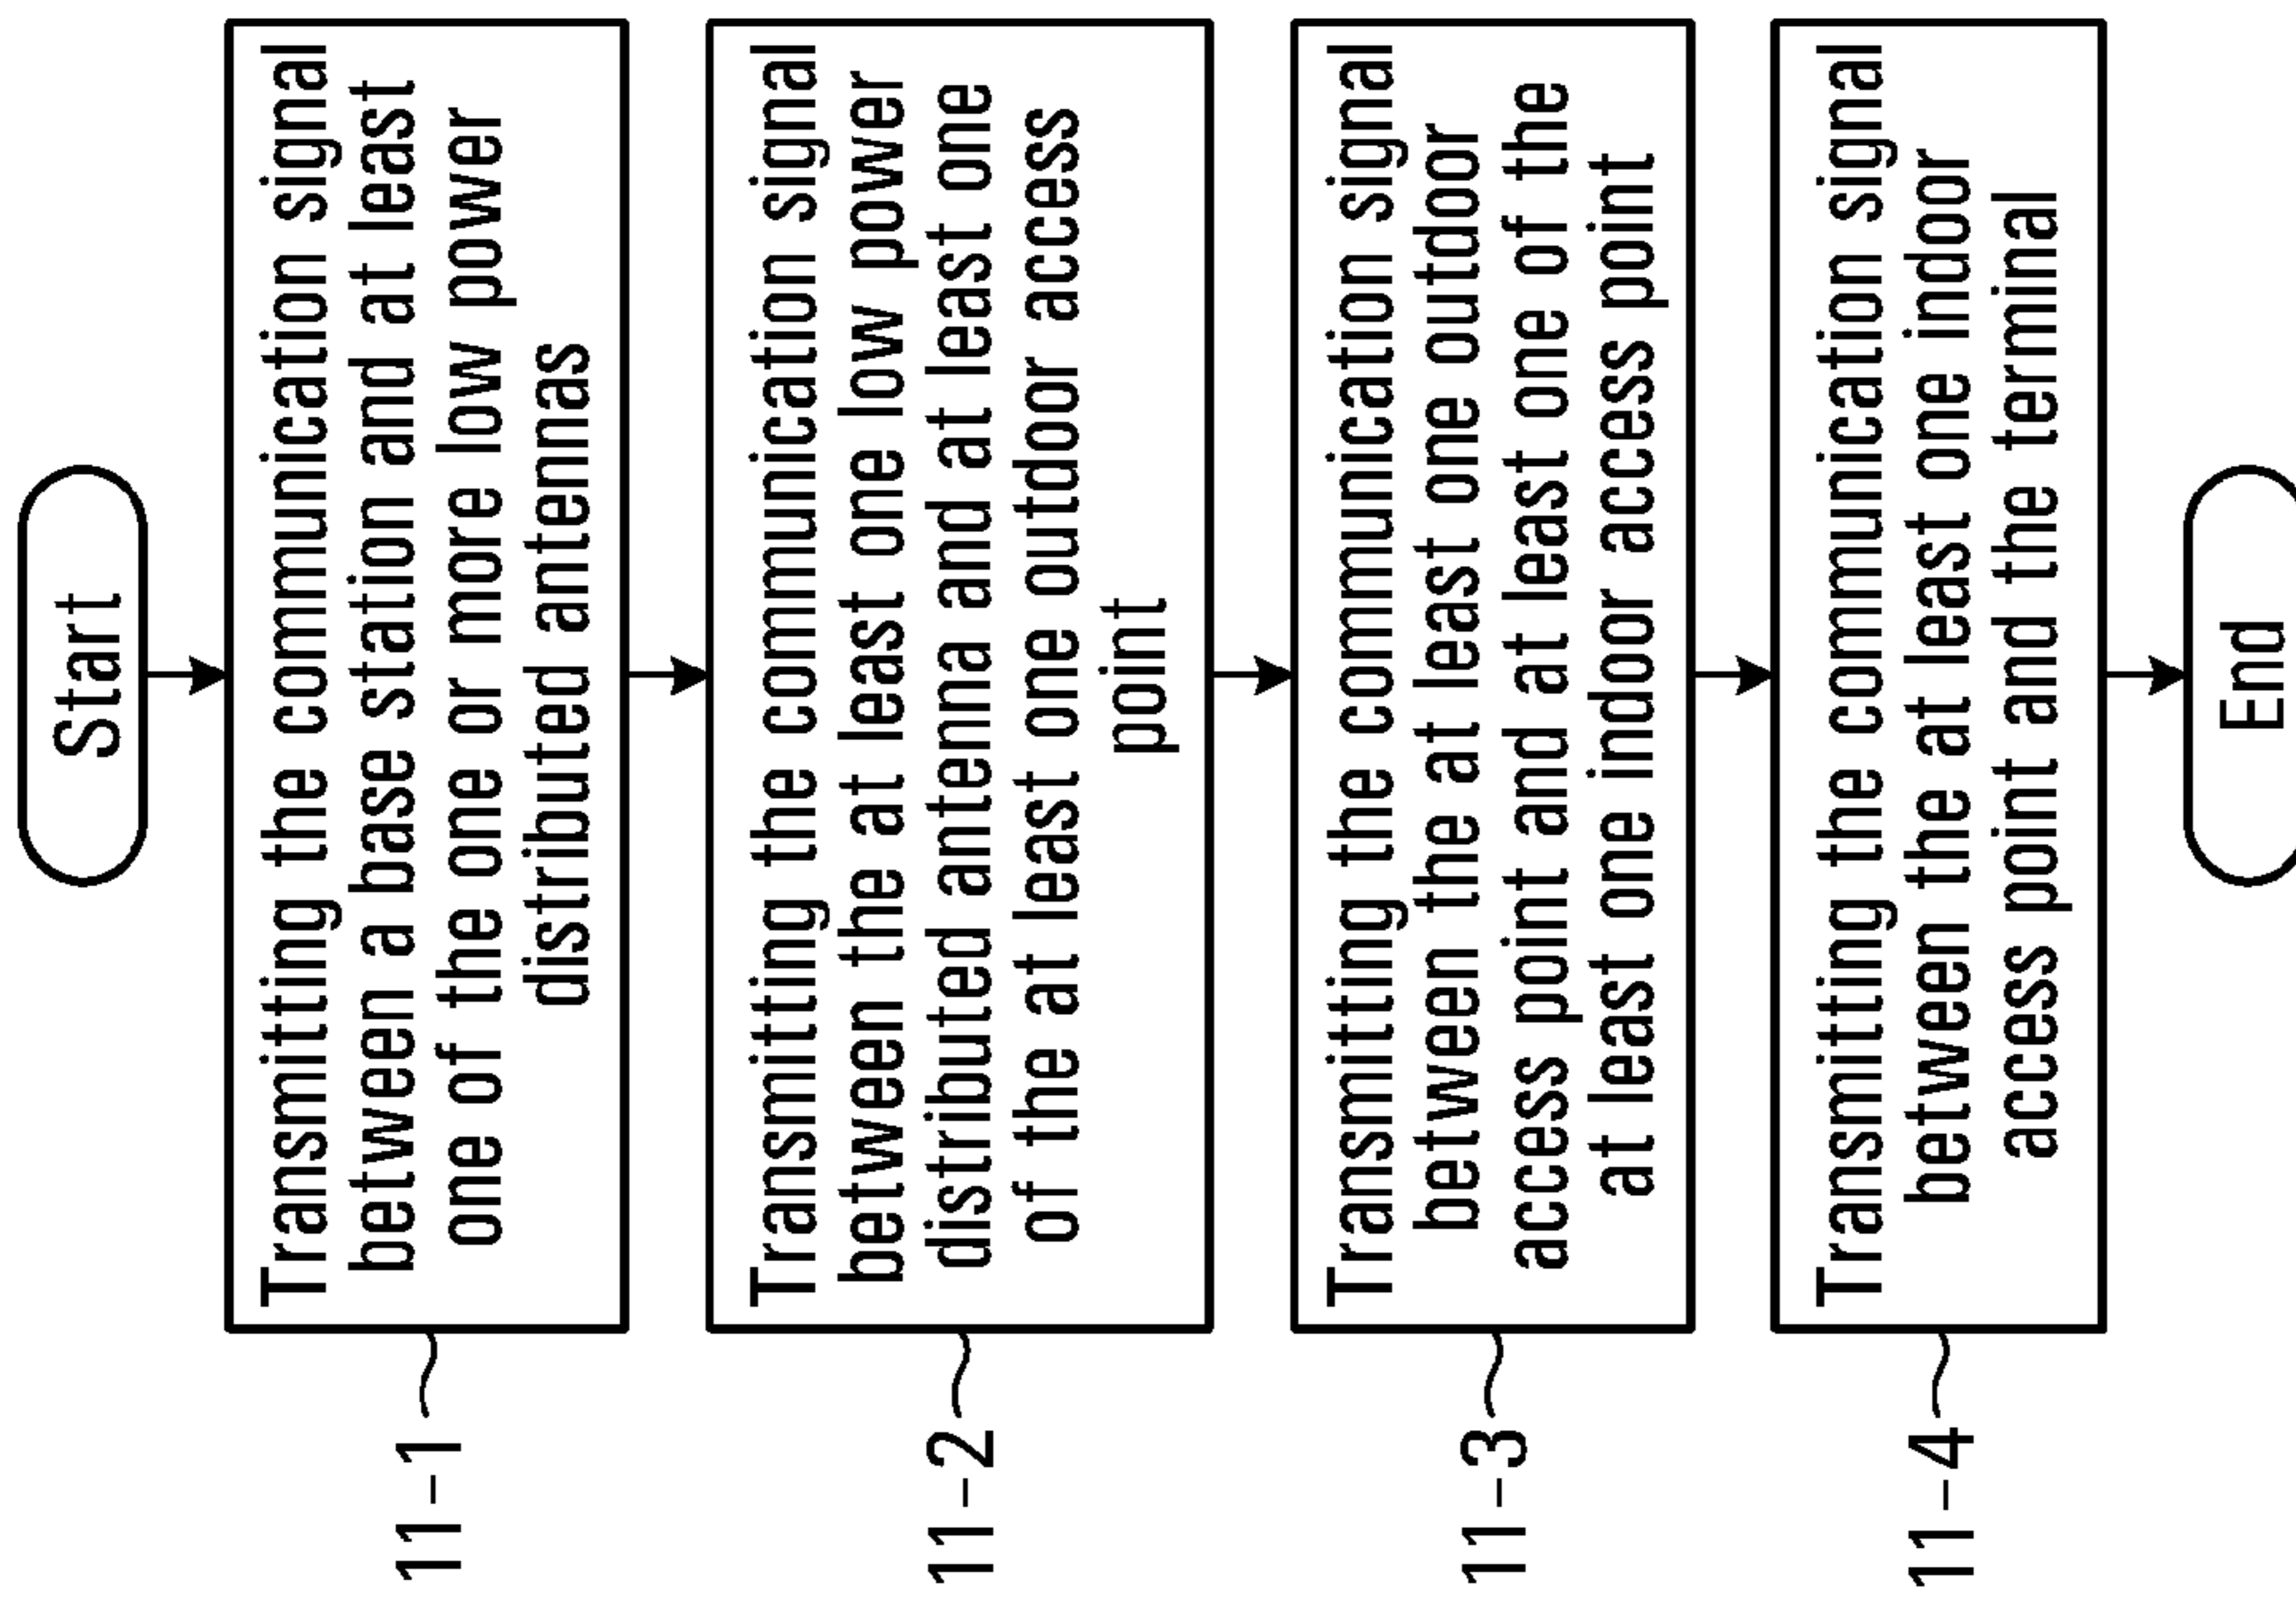 Start
11-1
Transmitting the communication signal
between a base station and at least
one of the one or more low power
distributed antennas
11-2
Transmitting the communication signal
between the at least one low power
distributed antenna and at least one
of the at least one outdoor access
point
11-3
Transmitting the communication signal
between the at least one outdoor
access point and at least one of the
at least one indoor access point
11-4
Transmitting the communication signal
between the at least one indoor
access point and the terminal
End